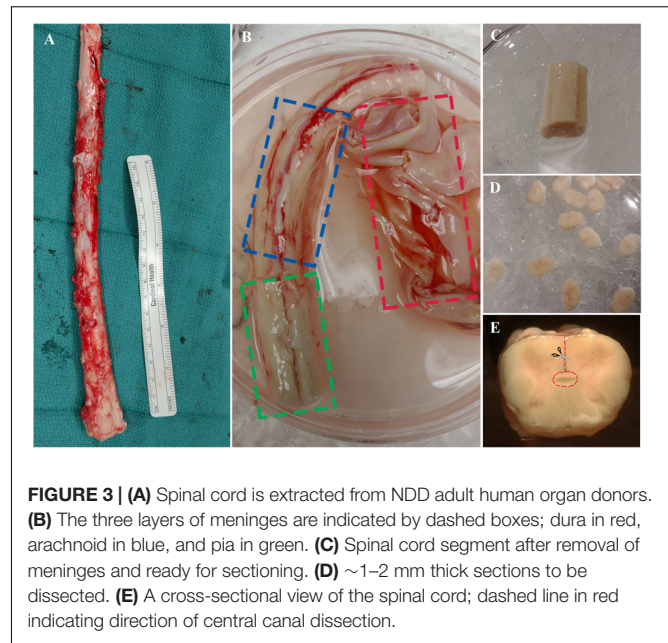 A
B
C
Cardinal Health
D
E
FIGURE 3 | (A) Spinal cord is extracted from NDD adult human organ donors.
(B) The three layers of meninges are indicated by dashed boxes; dura in red,
arachnoid in blue, and pia in green. (C) Spinal cord segment after removal of
meninges and ready for sectioning. (D) ~1–2 mm thick sections to be
dissected. (E) A cross-sectional view of the spinal cord; dashed line in red
indicating direction of central canal dissection.